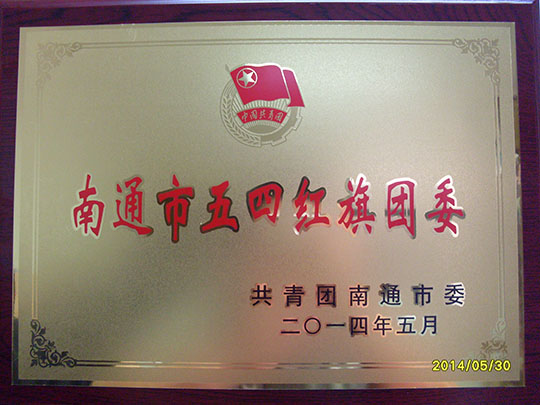 中国共青团
南通市五四红旗团委
共青团南通市委
二〇一四年五月
2014/05/30